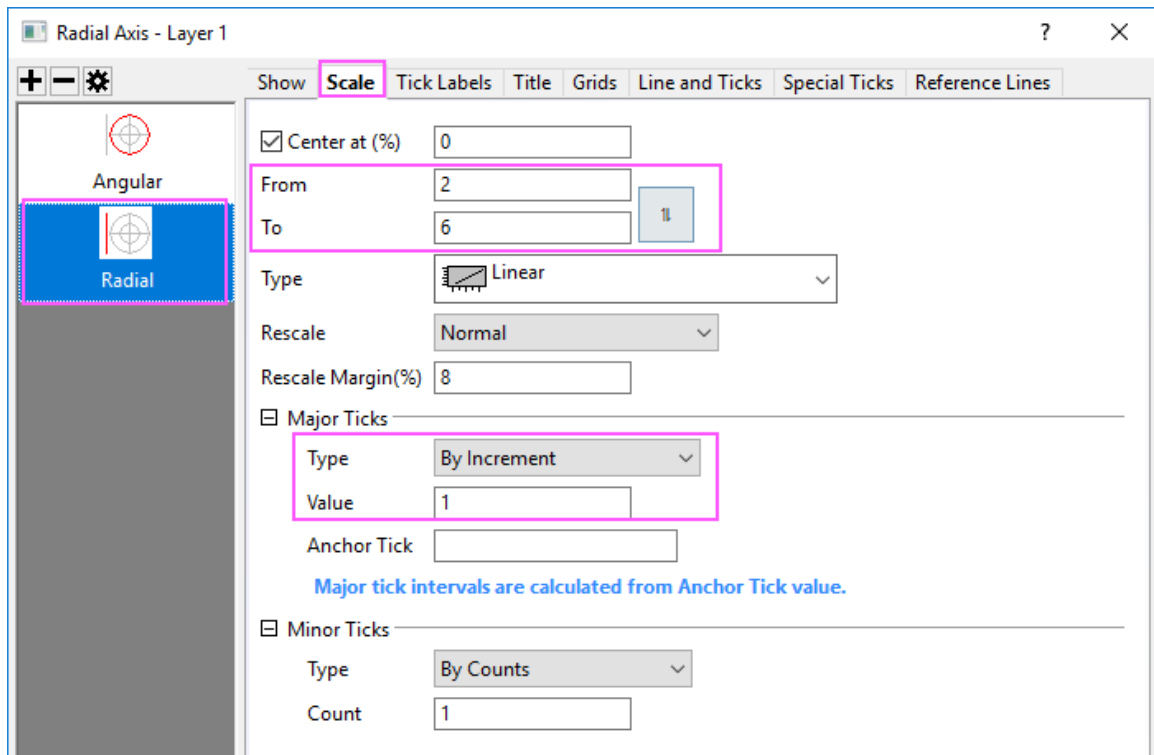 Radial Axis - Layer 1
?
Show Scale Tick Labels Title Grids Line and Ticks Special Ticks Reference Lines
Angular
Radial
Center at (%) 0
From 2
To 6
Type Linear
Rescale Normal
Rescale Margin(%) 8
Major Ticks
Type By Increment
Value 1
Anchor Tick
Major tick intervals are calculated from Anchor Tick value.
Minor Ticks
Type By Counts
Count 1